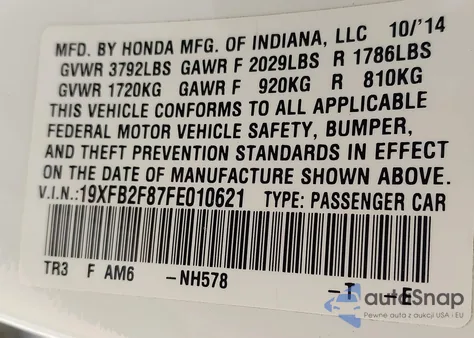 MFD. BY HONDA MFG. OF INDIANA, LLC 10/'14
GVWR 3792LBS GAWR F 2029LBS R 1786LBS
GVWR 1720KG GAWR F 920KG R 810KG
THIS VEHICLE CONFORMS TO ALL APPLICABLE
FEDERAL MOTOR VEHICLE SAFETY, BUMPER,
AND THEFT PREVENTION STANDARDS IN EFFECT
ON THE DATE OF MANUFACTURE SHOWN ABOVE.
V.I.N.:19XFB2F87FE010621 TYPE: PASSENGER CAR
TR3 F AM6 –NH578 –T –E
autoSnap
Pewne auta z aukcji USA i EU